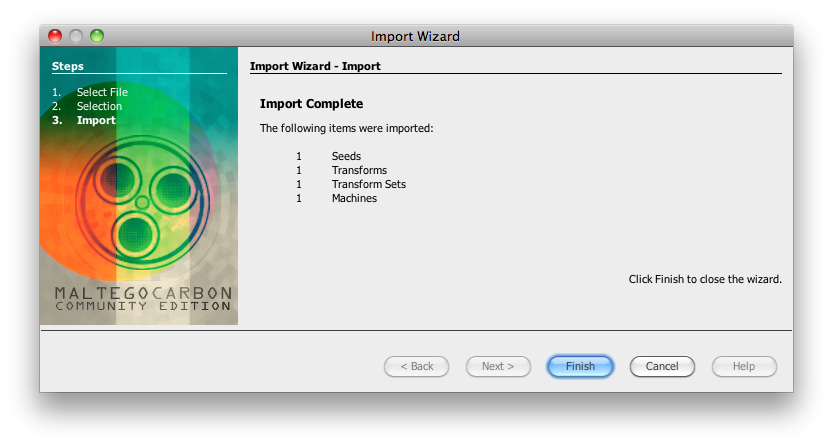 Import Wizard
Steps
1. Select File
2. Selection
3. Import
MALTEGOCARBON
COMMUNITY EDITION
Import Wizard - Import
Import Complete
The following items were imported:
1 Seeds
1 Transforms
1 Transform Sets
1 Machines
Click Finish to close the wizard.
< Back Next > Finish Cancel Help